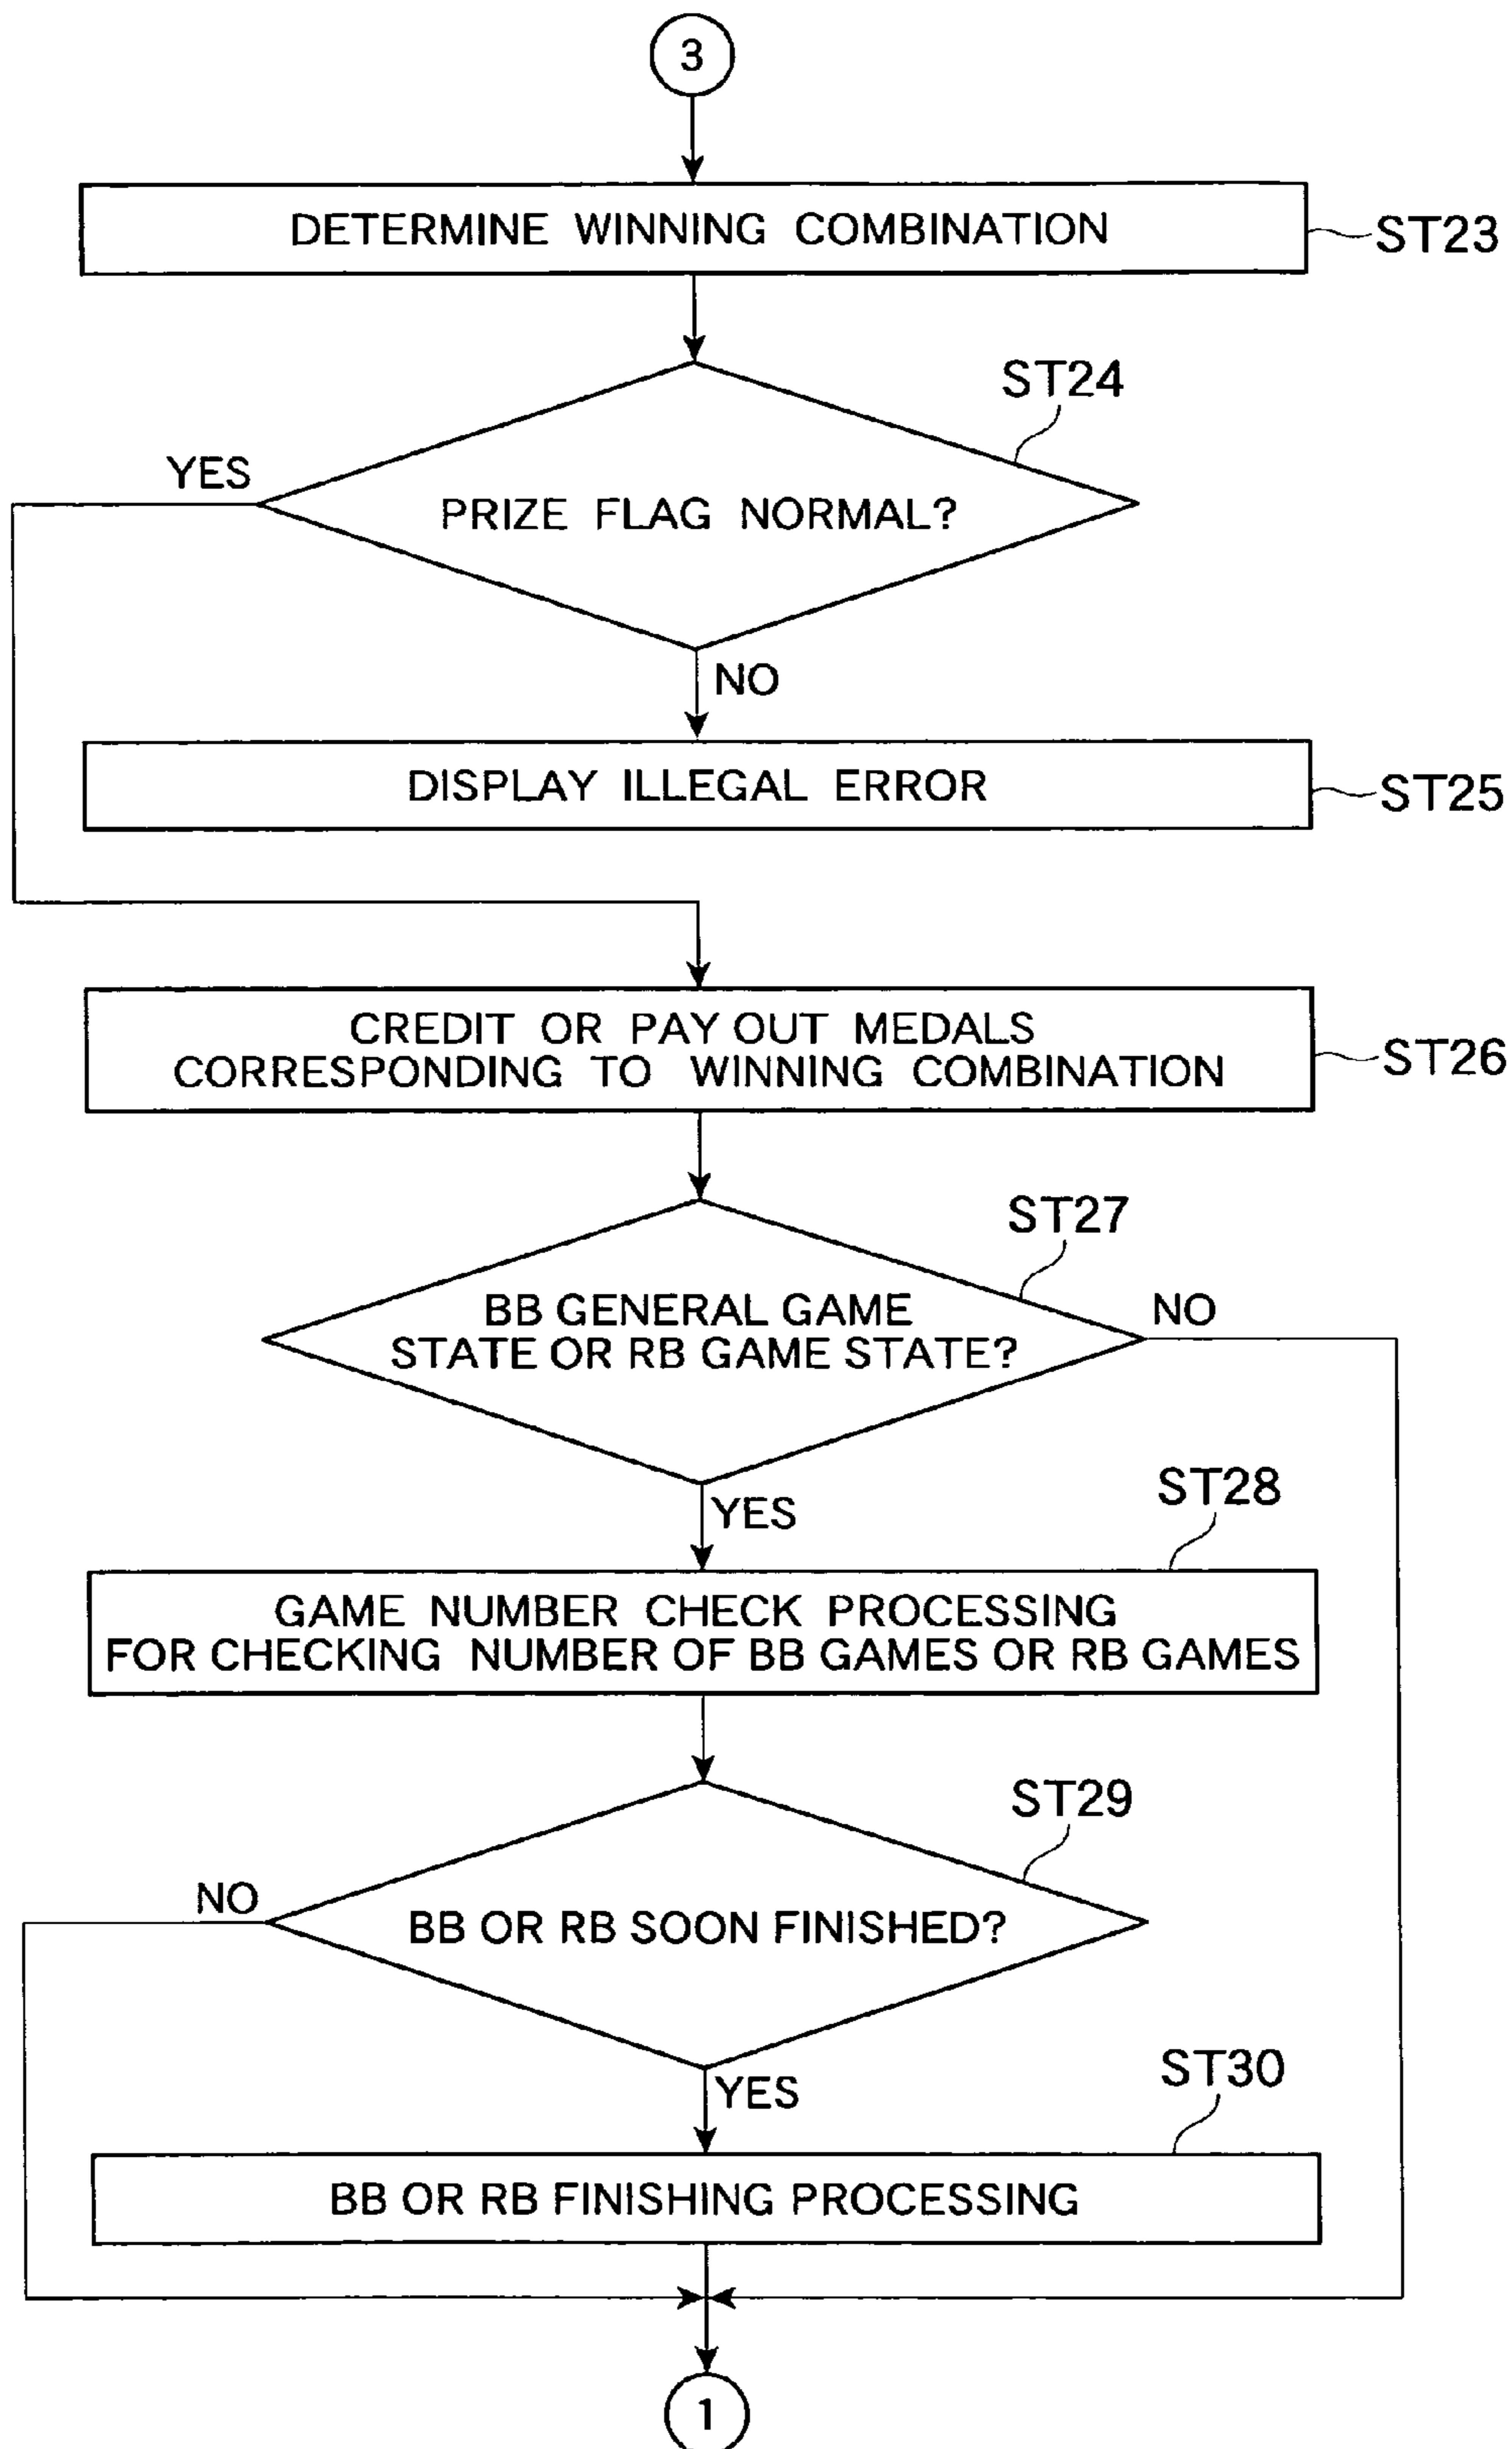 3
DETERMINE WINNING COMBINATION
ST23
ST24
YES
PRIZE FLAG NORMAL?
NO
DISPLAY ILLEGAL ERROR
ST25
CREDIT OR PAY OUT MEDALS
CORRESPONDING TO WINNING COMBINATION
ST26
ST27
BB GENERAL GAME
STATE OR RB GAME STATE?
NO
YES
ST28
GAME NUMBER CHECK PROCESSING
FOR CHECKING NUMBER OF BB GAMES OR RB GAMES
ST29
NO
BB OR RB SOON FINISHED?
YES
ST30
BB OR RB FINISHING PROCESSING
1